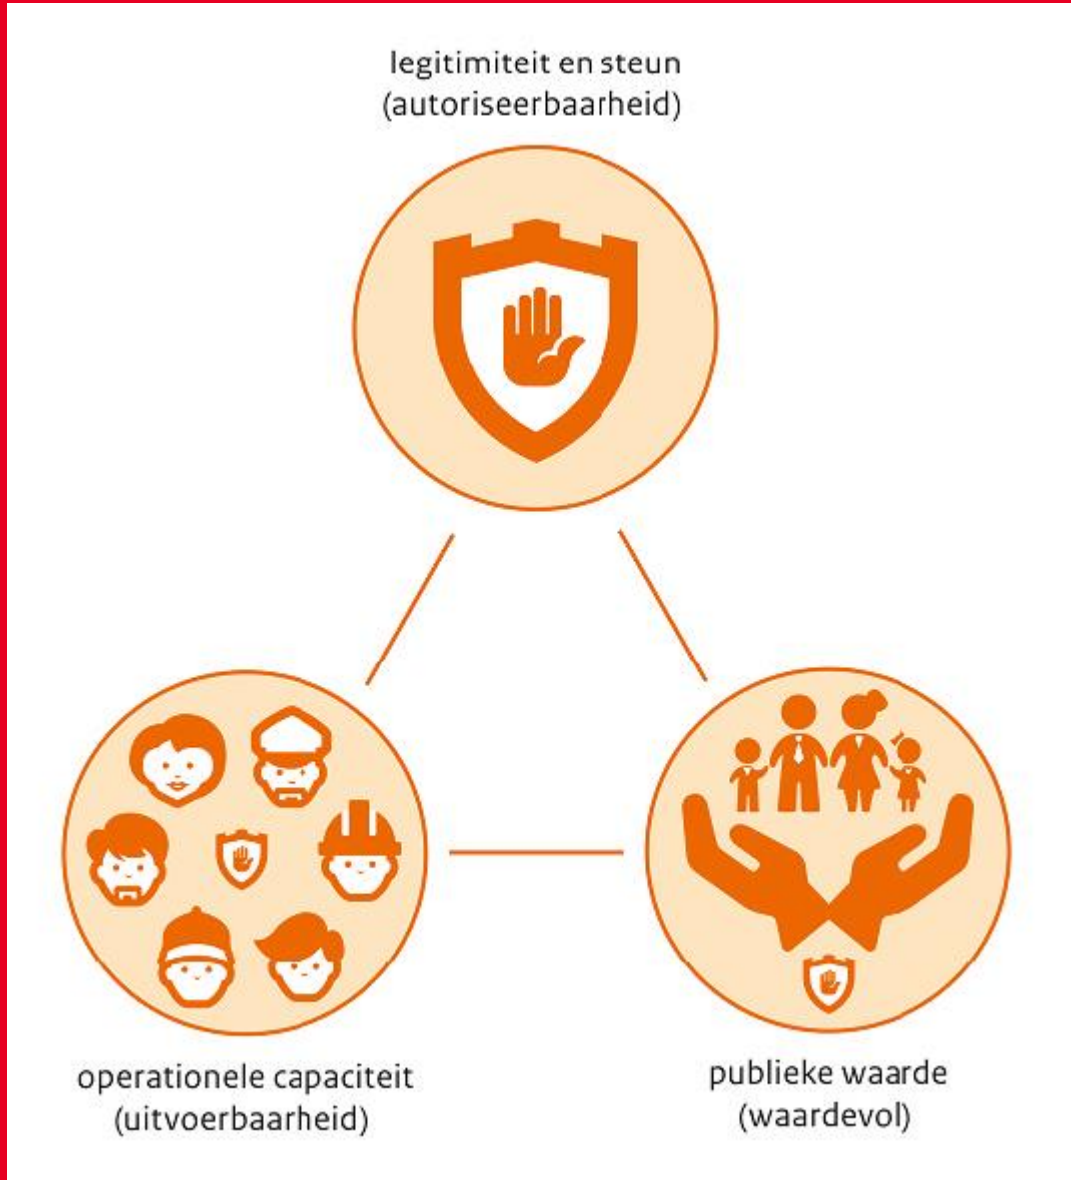 legitimiteit en steun
(autoriseerbaarheid)
operationele capaciteit
(uitvoerbaarheid)
publieke waarde
(waardevol)